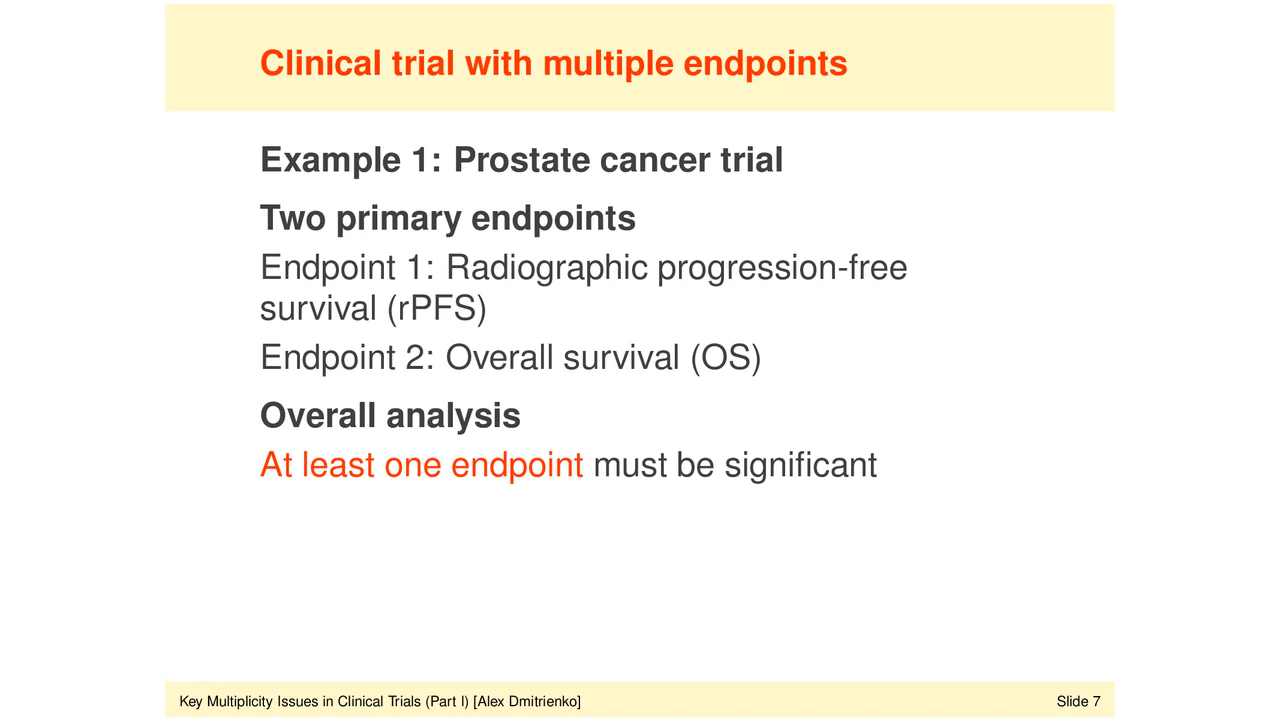 Clinical trial with multiple endpoints
Example 1: Prostate cancer trial
Two primary endpoints
Endpoint 1: Radiographic progression-free
survival (rPFS)
Endpoint 2: Overall survival (OS)
Overall analysis
At least one endpoint must be significant
Key Multiplicity Issues in Clinical Trials (Part I) [Alex Dmitrienko]
Slide 7